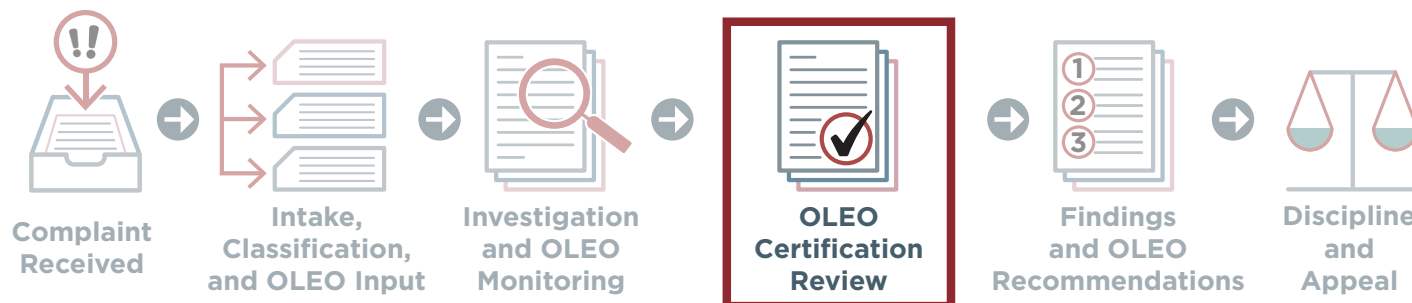 !!
1
2
3
Complaint
Received
Intake,
Classification,
and OLEO Input
Investigation
and OLEO
Monitoring
OLEO
Certification
Review
Findings
and OLEO
Recommendations
Discipline
and
Appeal